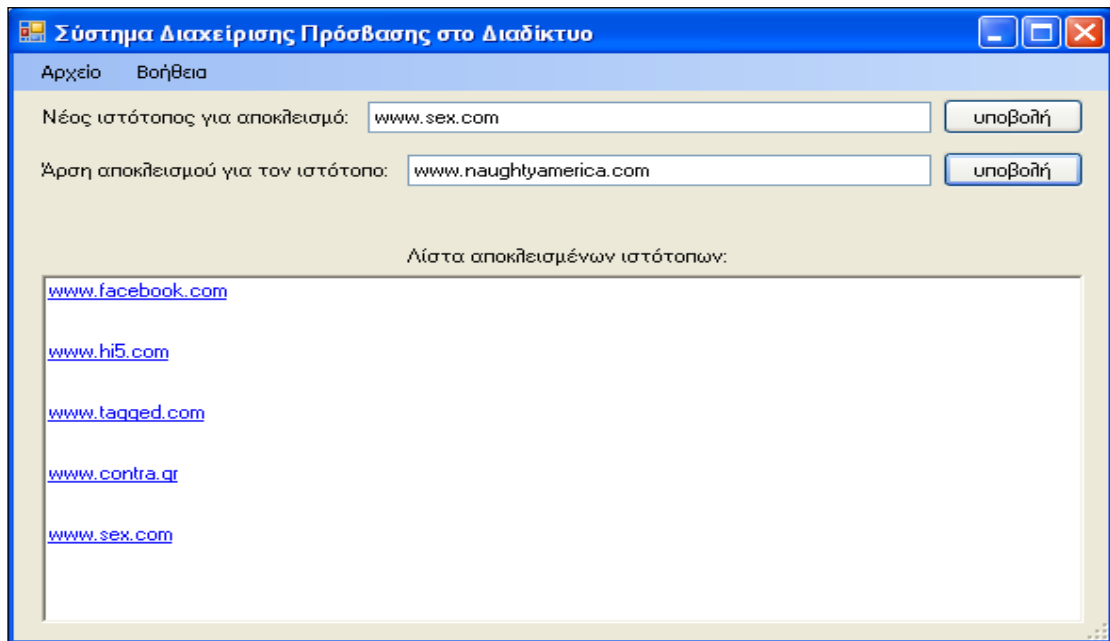 Σύστημα Διαχείρισης Πρόσβασης στο Διαδίκτυο
Αρχείο Βοήθεια
Νέος ιστότοπος για αποκλεισμό: www.sex.com υποβολή
Άρση αποκλεισμού για τον ιστότοπο: www.naughtyamerica.com υποβολή
Λίστα αποκλεισμένων ιστότοπων:
www.facebook.com
www.hi5.com
www.tagged.com
www.contra.gr
www.sex.com